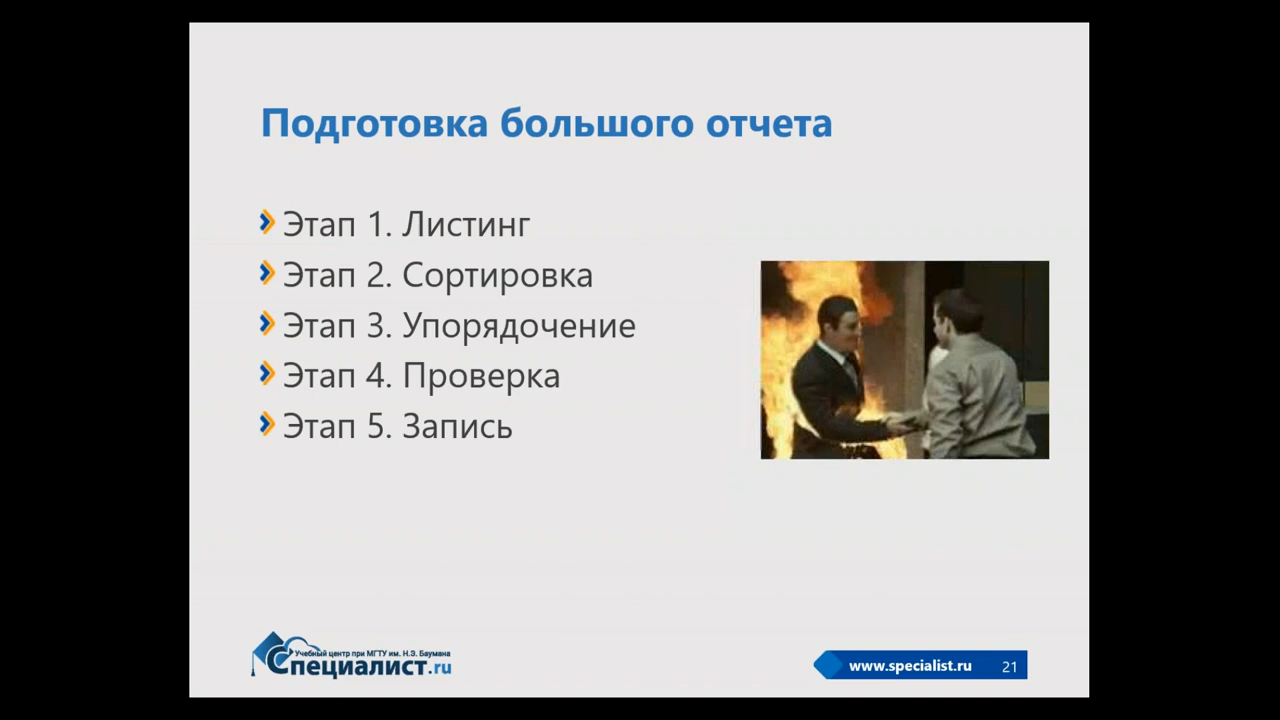 Подготовка большого отчета
Этап 1. Листинг
Этап 2. Сортировка
Этап 3. Упорядочение
Этап 4. Проверка
Этап 5. Запись
Учебный центр при МГТУ им. Н.Э. Баумана
Специалист.ru
www.specialist.ru 21